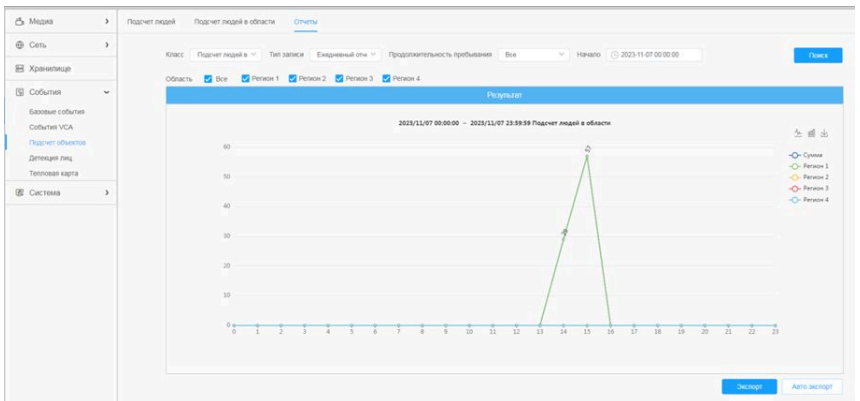 Медиа
Сеть
Хранилище
События
Базовые события
События VCA
Подсчет объектов
Детекция лиц
Тепловая карта
Система
Подсчет людей Подсчет людей в области Отчеты
Класс Подсчет людей в Тип записи Ежедневный отч Продолжительность пребывания Все Начало 2023-11-07 00:00:00 Поиск
Область Все Регион 1 Регион 2 Регион 3 Регион 4
Результат
2023/11/07 00:00:00 ~ 2023/11/07 23:59:59 Подсчет людей в области
Сумма
Регион 1
Регион 2
Регион 3
Регион 4
60
50
40
30
20
10
0
57
29
0 1 2 3 4 5 6 7 8 9 10 11 12 13 14 15 16 17 18 19 20 21 22 23
Экспорт Авто экспорт